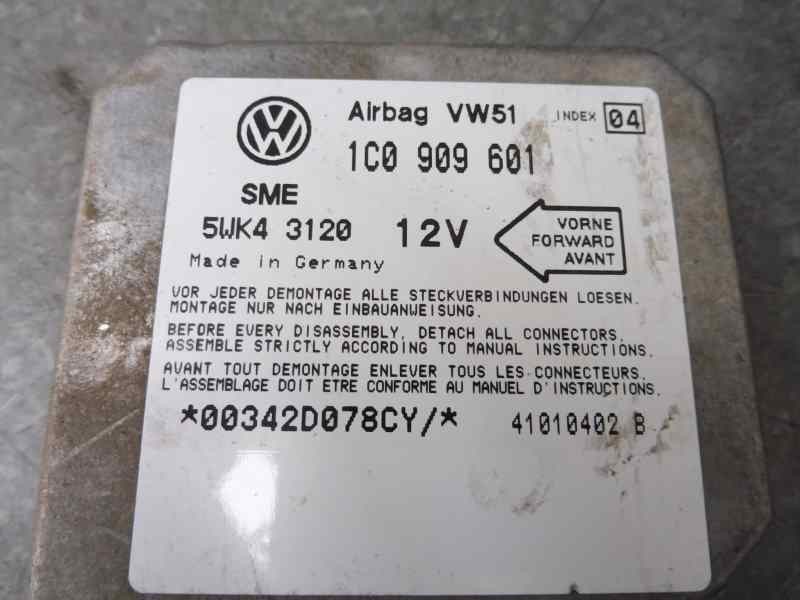 Airbag VW51 INDEX 04
1C0 909 601
SME
5WK4 3120 12V
VORNE
FORWARD
AVANT
Made in Germany
VOR JEDER DEMONTAGE ALLE STECKVERBINDUNGEN LOESEN.
MONTAGE NUR NACH EINBAUANWEISUNG.
BEFORE EVERY DISASSEMBLY, DETACH ALL CONNECTORS.
ASSEMBLE STRICTLY ACCORDING TO MANUAL INSTRUCTIONS.
AVANT TOUT DEMONTAGE ENLEVER TOUS LES CONNECTEURS.
L'ASSEMBLAGE DOIT ETRE CONFORME AU MANUEL D'INSTRUCTIONS.
*00342D078CY/* 41010402 B